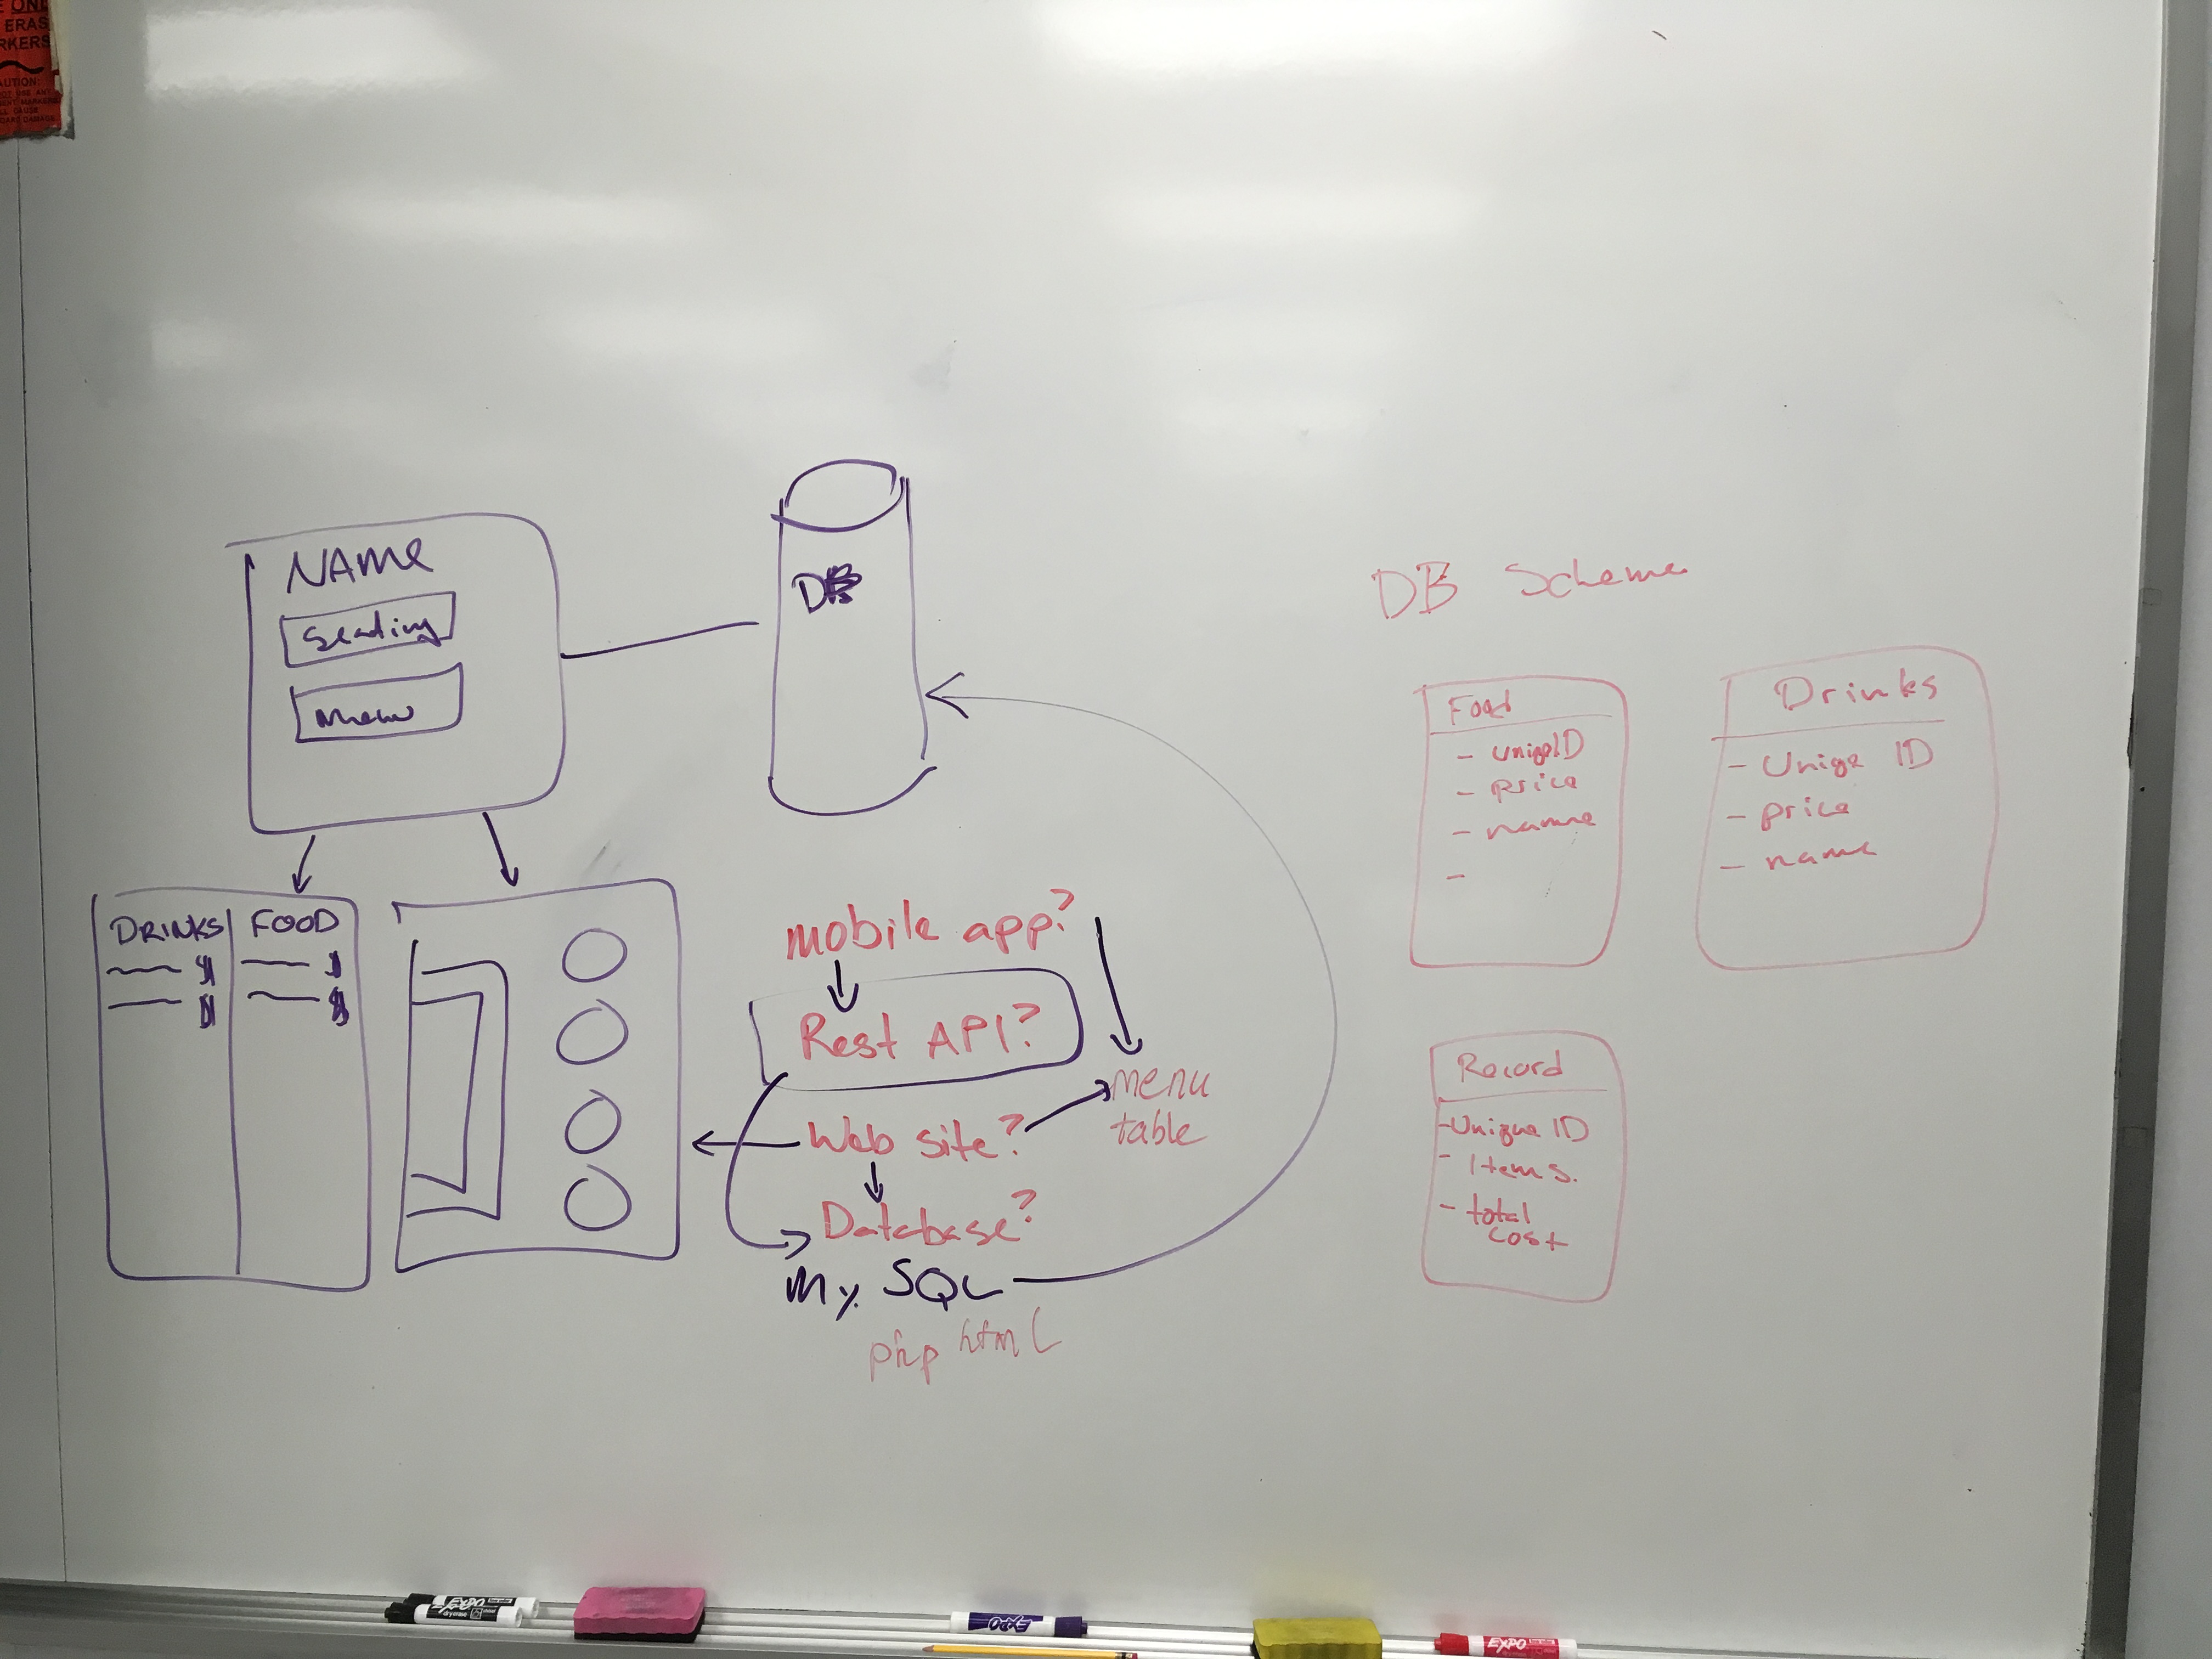 E ONL
ERAS
RKERS
AUTION:
NAME
Seating
menu
DB
DRINKS FOOD
$ $
$ $
mobile app?
Rest API?
menu
table
Web site?
Database?
My SQL
php html
DB Scheme
Food
- uniqeID
- price
- name
-
Drinks
- Uniqe ID
- price
- name
Record
- Unique ID
- Items.
- total
cost
EXPO
EXPO
EXPO
EXPO